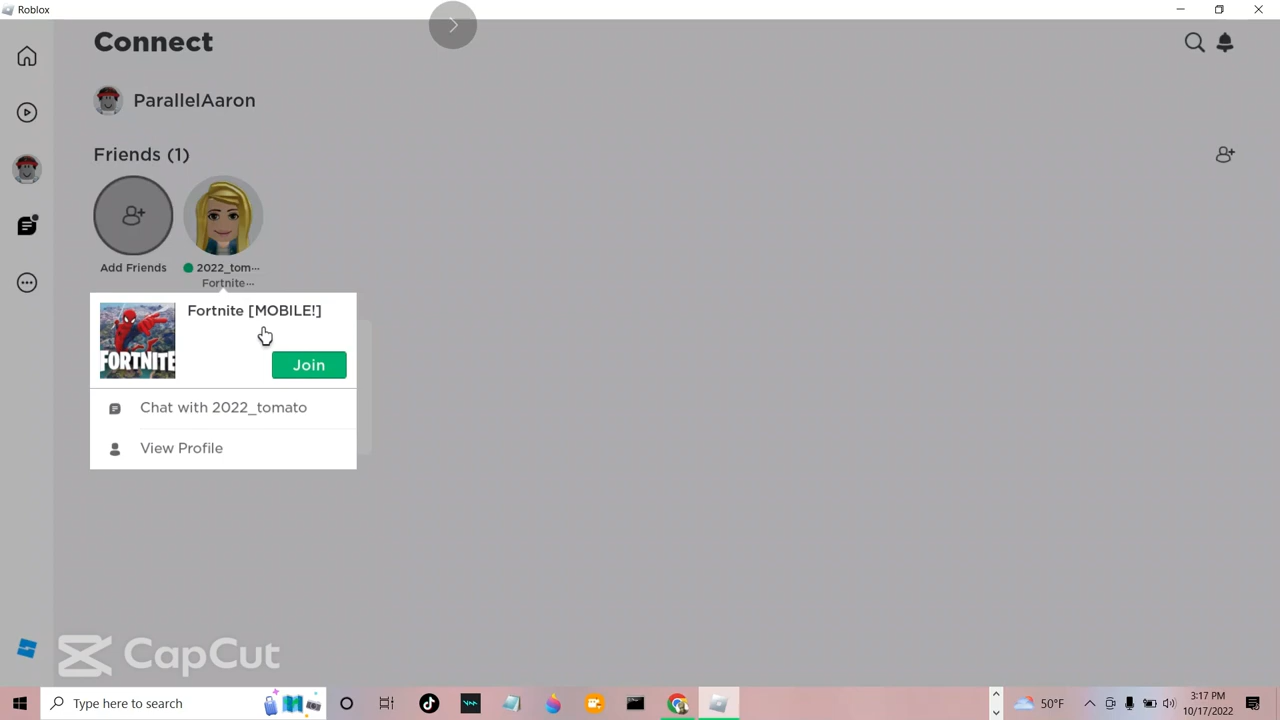 Roblox
Connect
ParallelAaron
Friends (1)
Add Friends
2022_tom···
Fortnite···
Fortnite [MOBILE!]
FORTNITE
Join
Chat with 2022_tomato
View Profile
CapCut
Type here to search
50°F
3:17 PM
10/17/2022